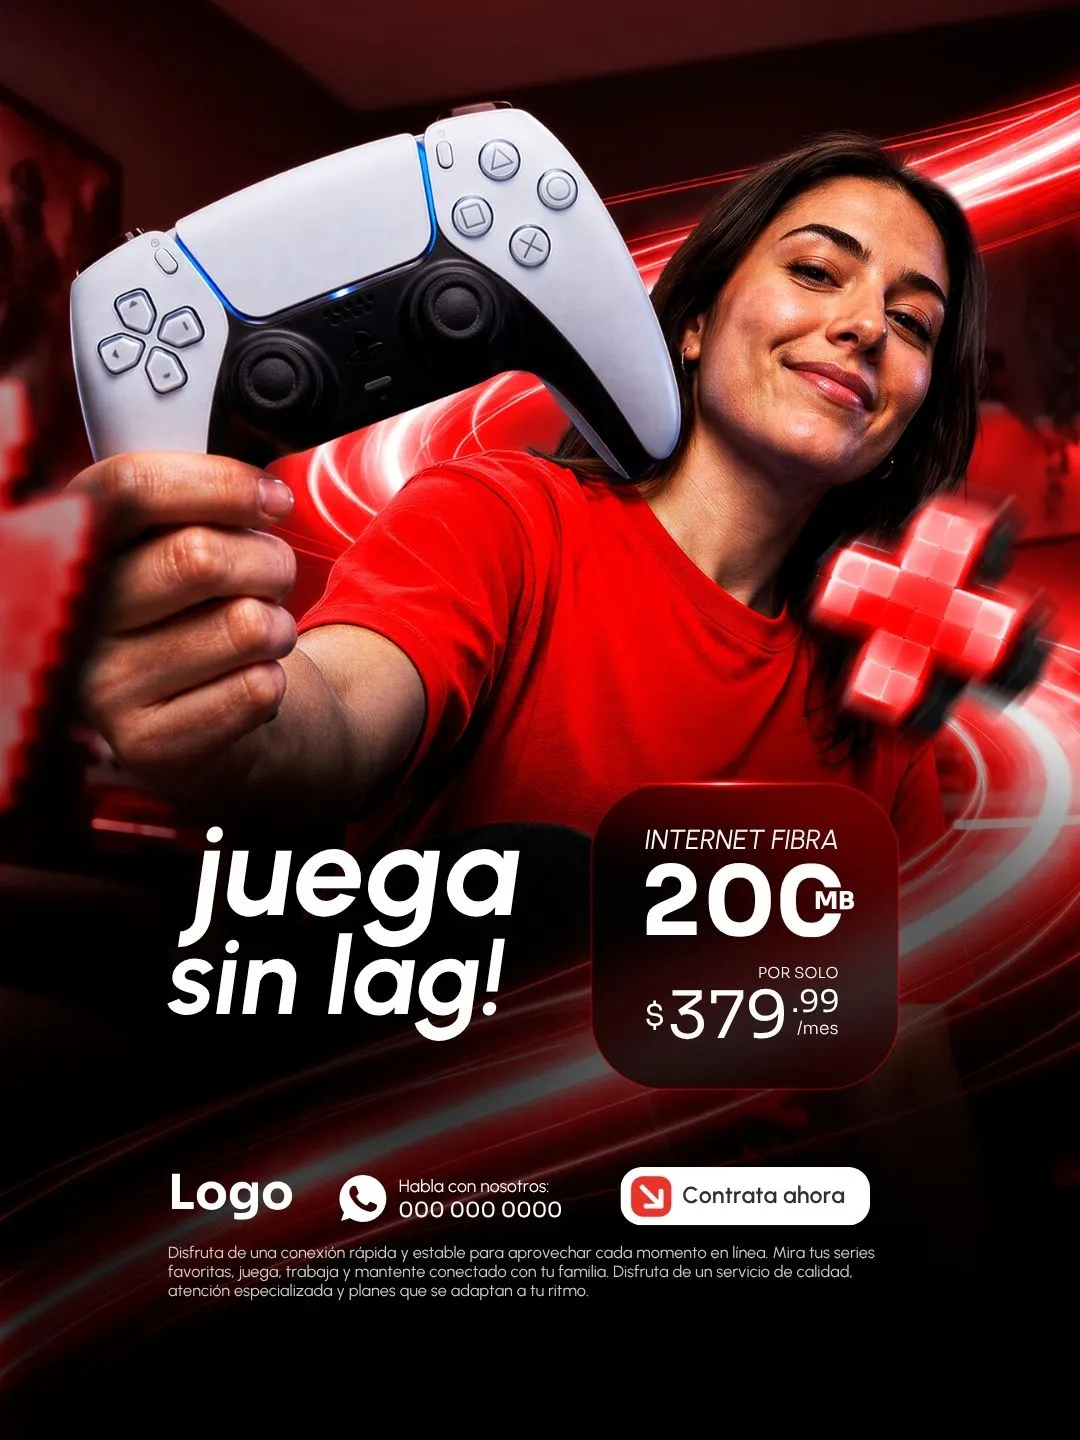 juega
sin lag!
INTERNET FIBRA
200 MB
POR SOLO
$379.99
/mes
Logo
Habla con nosotros:
000 000 0000
Contrata ahora
Disfruta de una conexión rápida y estable para aprovechar cada momento en línea. Mira tus series
favoritas, juega, trabaja y mantente conectado con tu familia. Disfruta de un servicio de calidad,
atención especializada y planes que se adaptan a tu ritmo.